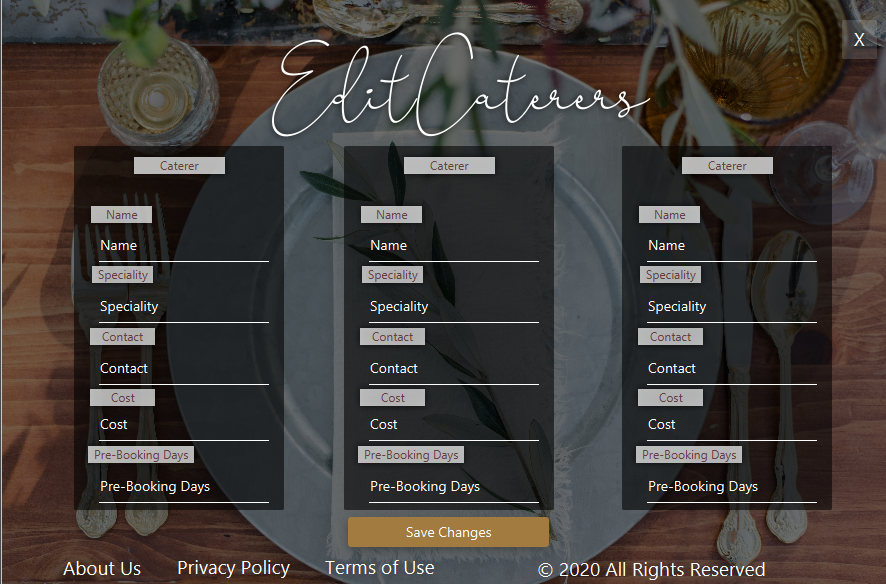 X
EditCaterers
Caterer
Name
Name
Speciality
Speciality
Contact
Contact
Cost
Cost
Pre-Booking Days
Pre-Booking Days
Caterer
Name
Name
Speciality
Speciality
Contact
Contact
Cost
Cost
Pre-Booking Days
Pre-Booking Days
Caterer
Name
Name
Speciality
Speciality
Contact
Contact
Cost
Cost
Pre-Booking Days
Pre-Booking Days
Save Changes
About Us Privacy Policy Terms of Use © 2020 All Rights Reserved